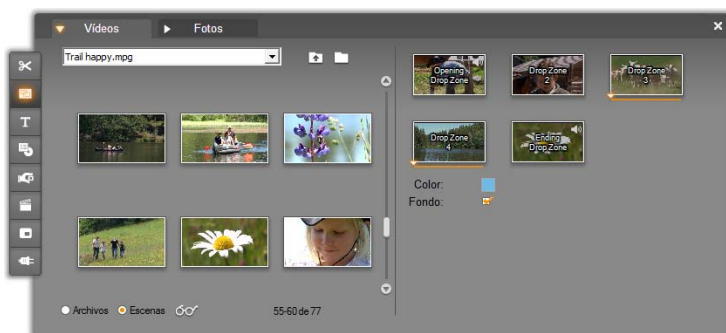 Vídeos
Fotos
Trail happy.mpg
T
Opening
Drop Zone
Drop Zone
2
Drop Zone
3
Drop Zone
4
Ending
Drop Zone
Color:
Fondo:
Archivos
Escenas
55-60 de 77